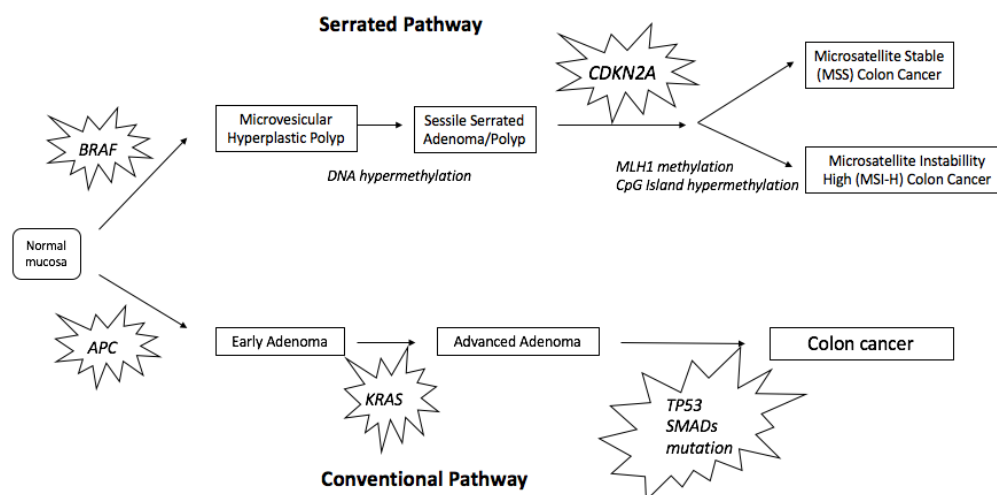 Serrated Pathway
BRAF
Microvesicular
Hyperplastic Polyp
DNA hypermethylation
Sessile Serrated
Adenoma/Polyp
CDKN2A
MLH1 methylation
CpG Island hypermethylation
Microsatellite Stable
(MSS) Colon Cancer
Microsatellite Instability
High (MSI-H) Colon Cancer
Normal
mucosa
APC
Early Adenoma
KRAS
Advanced Adenoma
TP53
SMADs
mutation
Colon cancer
Conventional Pathway